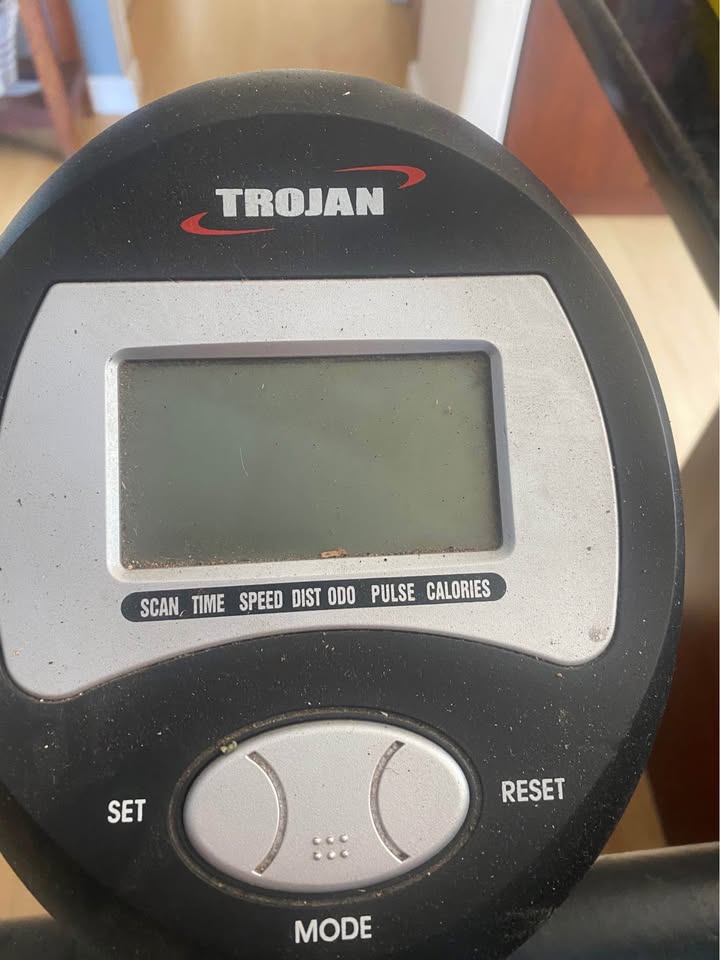 TROJAN
SCAN TIME SPEED DIST ODO PULSE CALORIES
SET
RESET
MODE